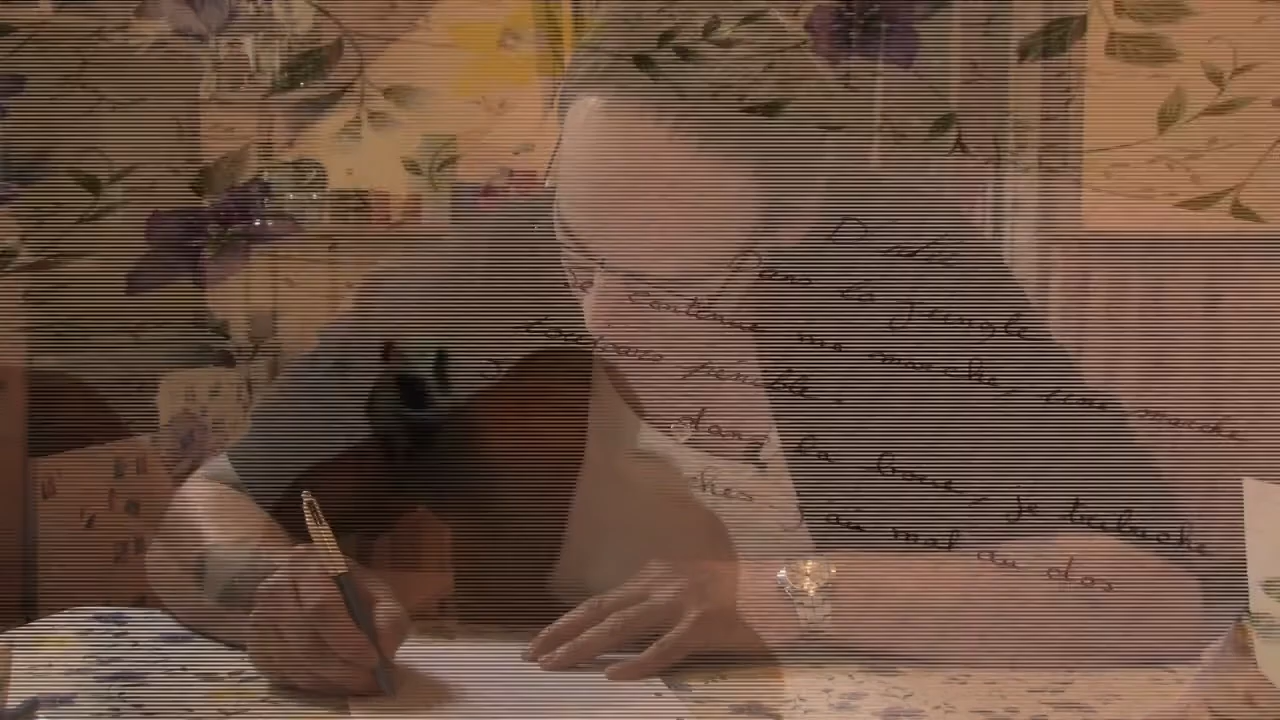 Dans la jungle
je continue ma marche, une marche
toujours pénible.
dans la boue, je trébuche
j'ai mal au dos